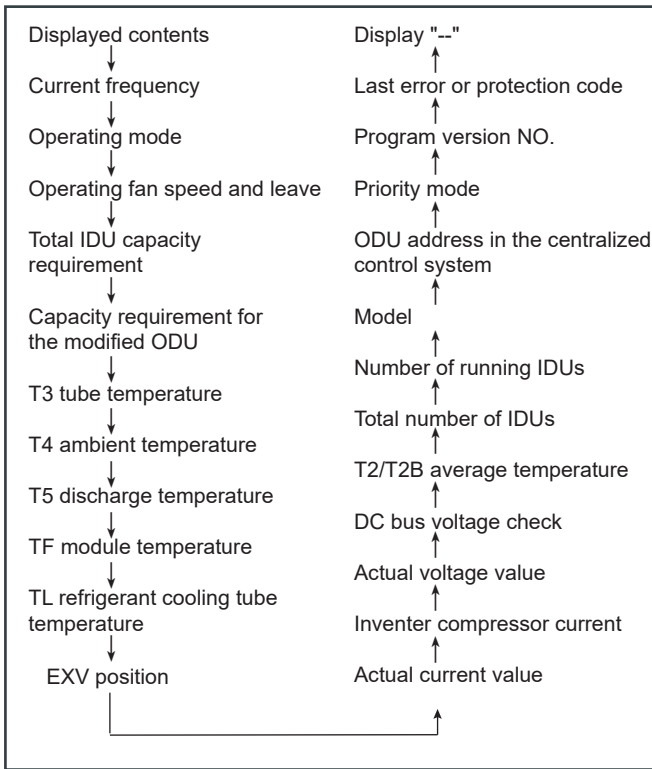 Displayed contents
Current frequency
Operating mode
Operating fan speed and leave
Total IDU capacity
requirement
Capacity requirement for
the modified ODU
T3 tube temperature
T4 ambient temperature
T5 discharge temperature
TF module temperature
TL refrigerant cooling tube
temperature
EXV position
Display "--"
Last error or protection code
Program version NO.
Priority mode
ODU address in the centralized
control system
Model
Number of running IDUs
Total number of IDUs
T2/T2B average temperature
DC bus voltage check
Actual voltage value
Inventer compressor current
Actual current value